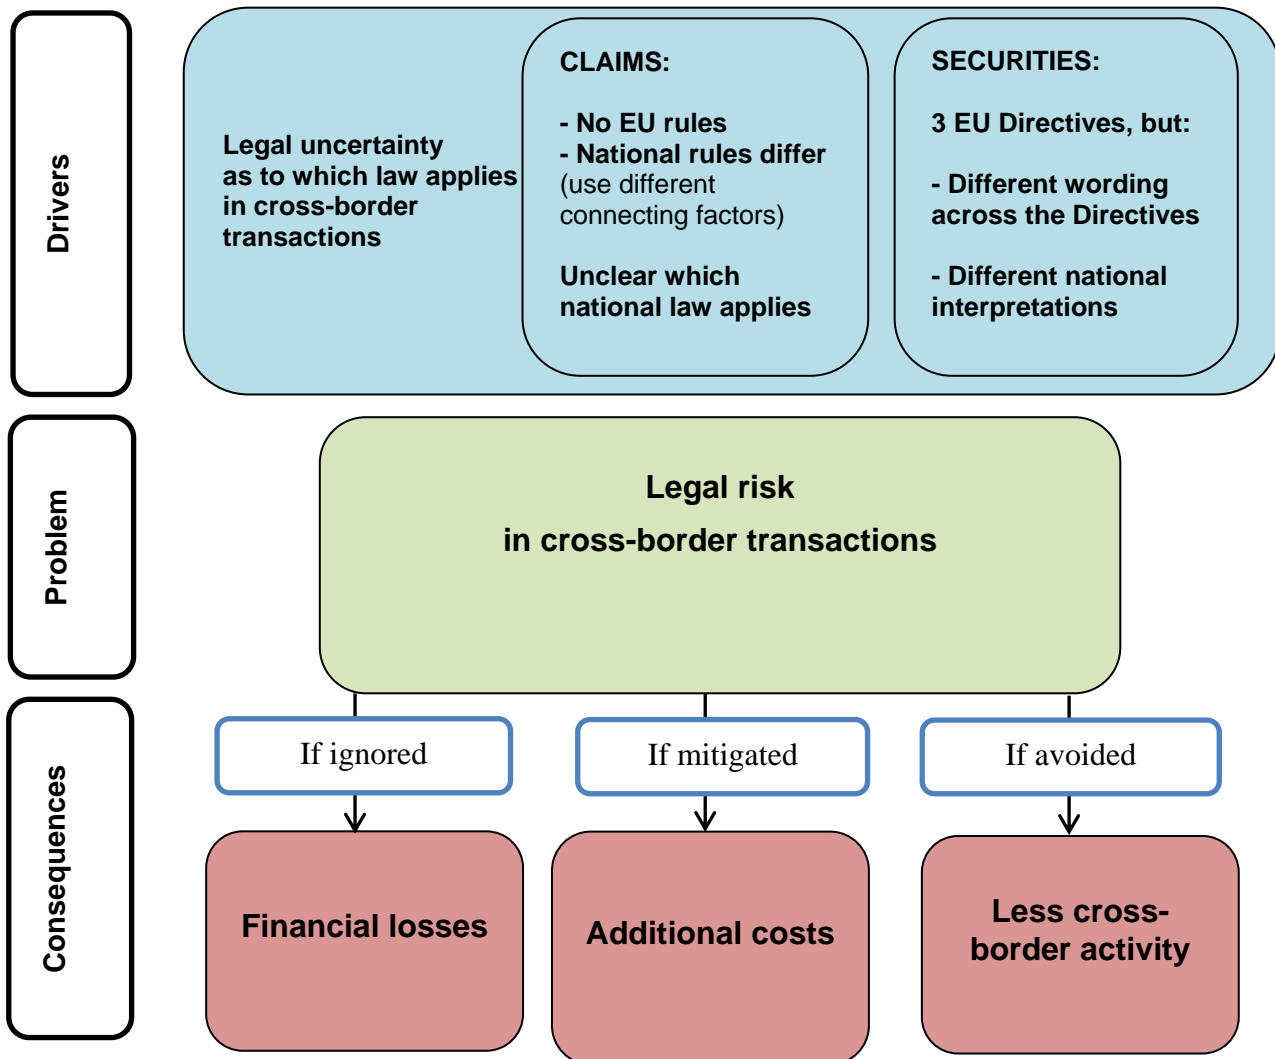 Drivers
Legal uncertainty
as to which law applies
in cross-border
transactions
CLAIMS:
- No EU rules
- National rules differ
(use different
connecting factors)
Unclear which
national law applies
SECURITIES:
3 EU Directives, but:
- Different wording
across the Directives
- Different national
interpretations
Problem
Legal risk
in cross-border transactions
Consequences
If ignored
If mitigated
If avoided
Financial losses
Additional costs
Less cross-
border activity